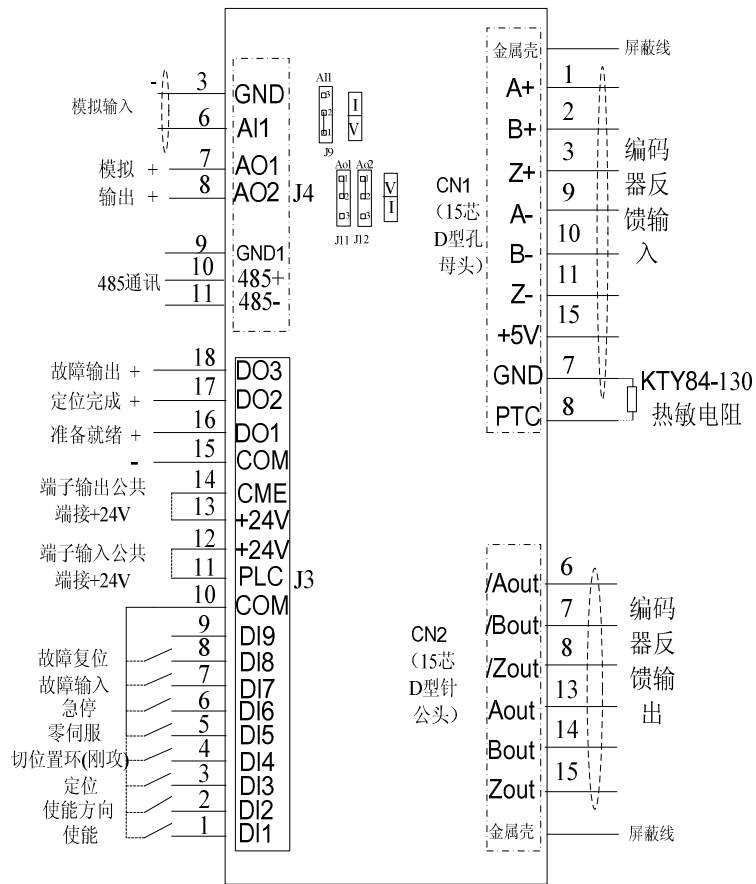 模拟输入
-
3 GND
6 AI1
模拟 + 7 AO1
输出 + 8 AO2
J4
9 GND1
485通讯
10 485+
11 485-
AI1
3
2
1
J9
I
V
Ao1 Ao2
1 1
2 2
3 3
J11 J12
V
I
故障输出 + 18 DO3
定位完成 + 17 DO2
准备就绪 + 16 DO1
- 15 COM
端子输出公共
端接+24V
14 CME
13 +24V
端子输入公共
端接+24V
12 +24V
11 PLC
J3
10 COM
9 DI9
故障复位 8 DI8
故障输入 7 DI7
急停 6 DI6
零伺服 5 DI5
切位置环(刚攻) 4 DI4
定位 3 DI3
使能方向 2 DI2
使能 1 DI1
CN1
(15芯
D型孔
母头)
金属壳 屏蔽线
A+ 1
B+ 2
Z+ 3
A- 9
B- 10
Z- 11
+5V 15
GND 7
PTC 8
编码
器反
馈输
入
KTY84-130
热敏电阻
CN2
(15芯
D型针
公头)
/Aout 6
/Bout 7
/Zout 8
Aout 13
Bout 14
Zout 15
金属壳 屏蔽线
编码
器反
馈输
出